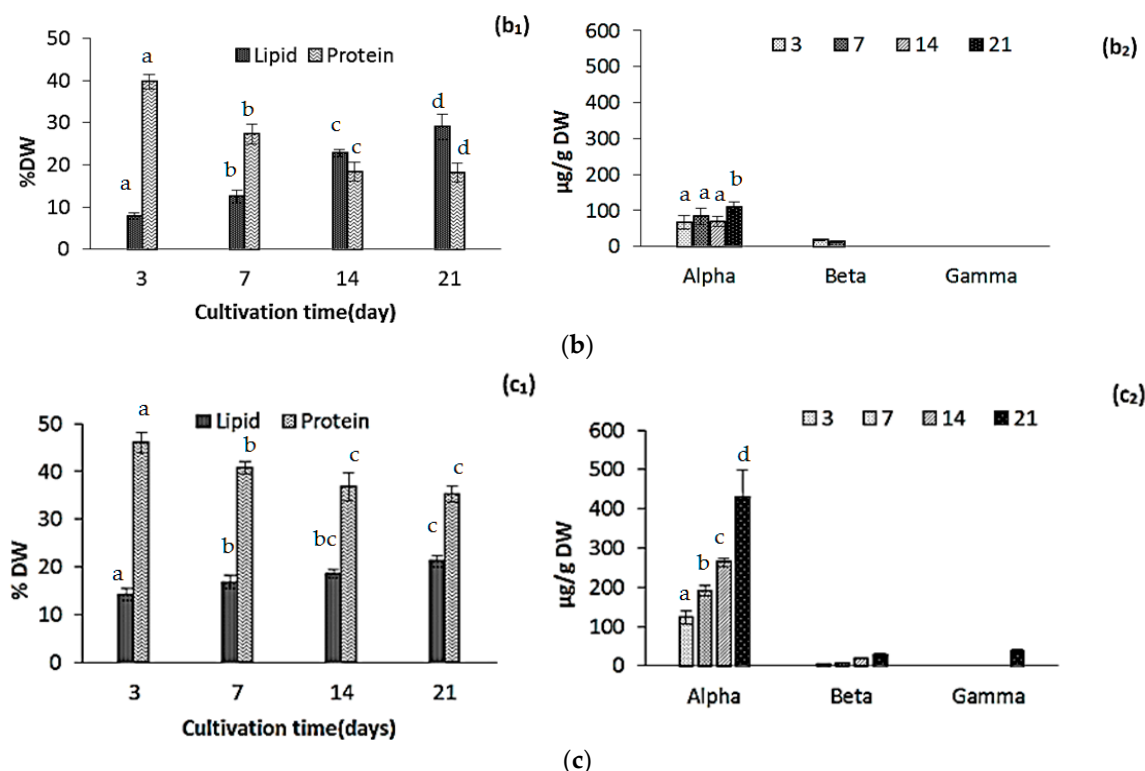 (b₁)
50
40
30
20
10
0
%DW
Lipid Protein
a a
b b
c c
d d
3 7 14 21
Cultivation time(day)
(b₂)
600
500
400
300
200
100
0
µg/g DW
3 7 14 21
a a a b
Alpha Beta Gamma
(b)
(c₁)
50
40
30
20
10
0
% DW
Lipid Protein
a a
b b
bc c
c c
3 7 14 21
Cultivation time(days)
(c₂)
600
500
400
300
200
100
0
µg/g DW
3 7 14 21
a b c d
Alpha Beta Gamma
(c)